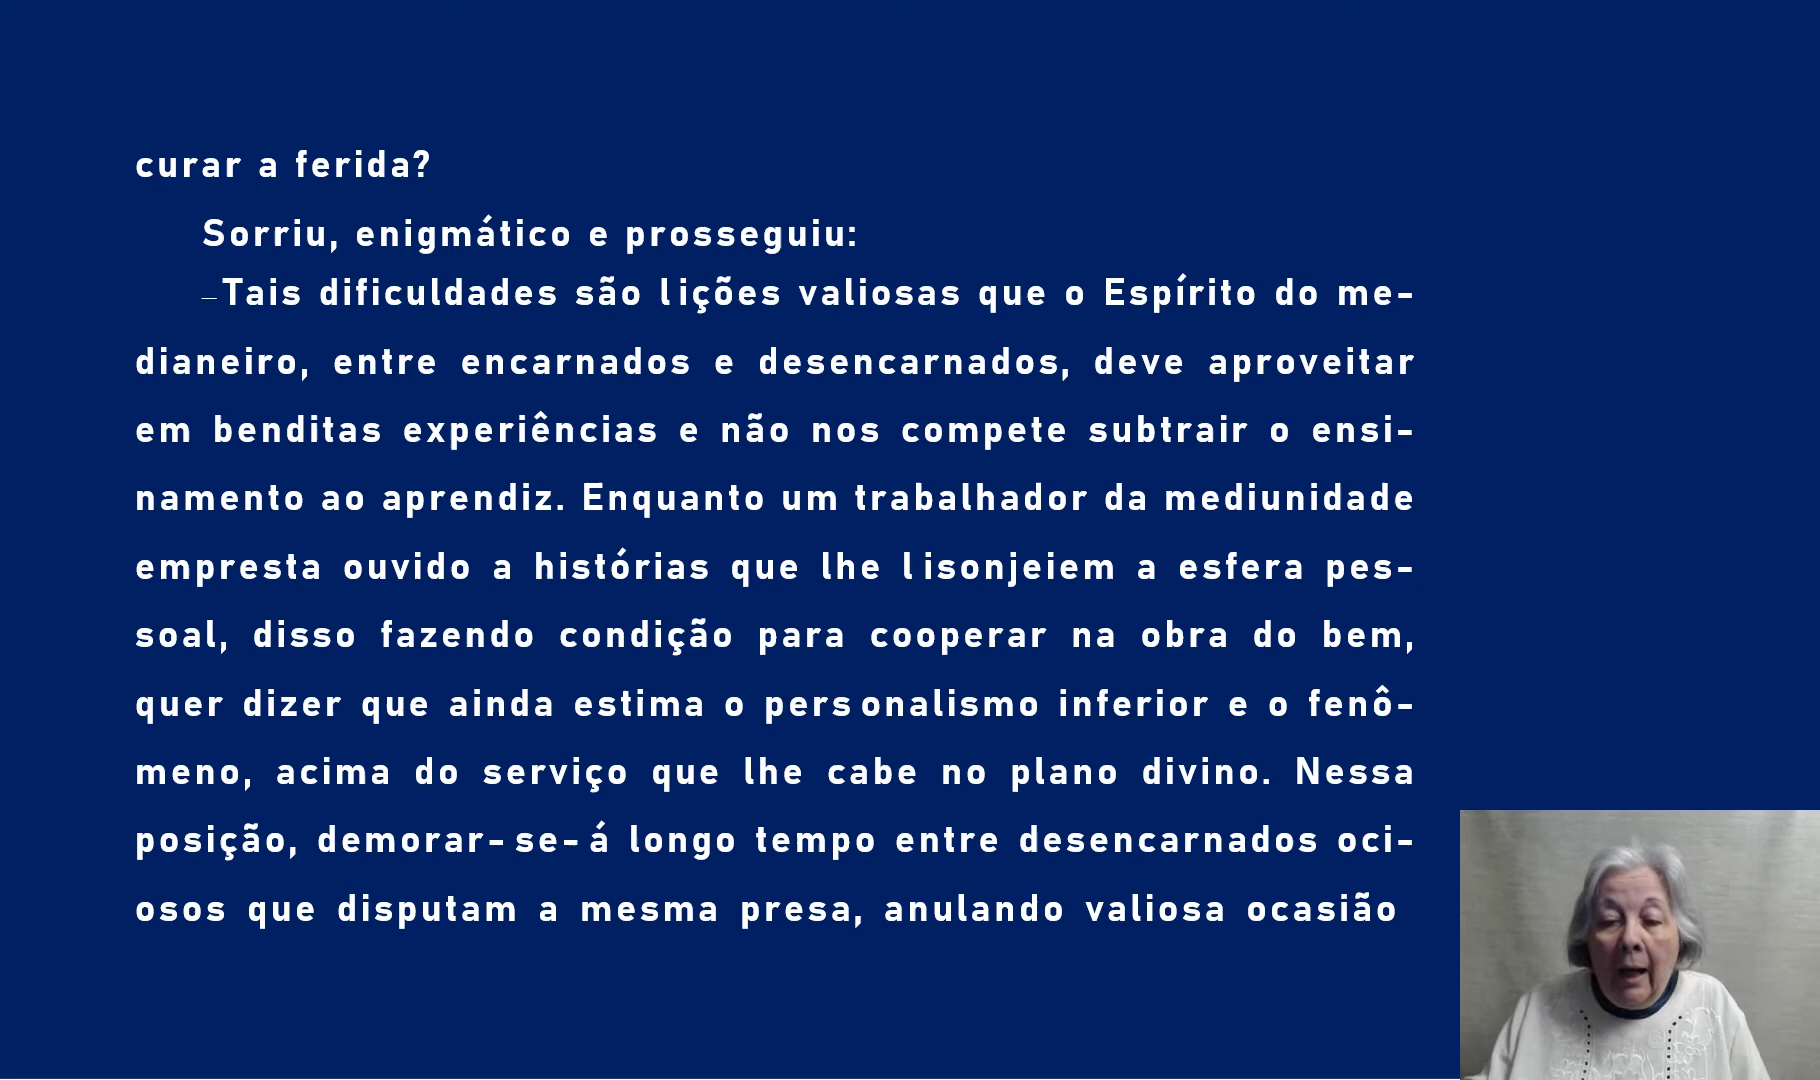 curar a ferida?
Sorriu, enigmático e prosseguiu:
–Tais dificuldades são lições valiosas que o Espírito do me-
dianeiro, entre encarnados e desencarnados, deve aproveitar
em benditas experiências e não nos compete subtrair o ensi-
namento ao aprendiz. Enquanto um trabalhador da mediunidade
empresta ouvido a histórias que lhe lisonjeiem a esfera pes-
soal, disso fazendo condição para cooperar na obra do bem,
quer dizer que ainda estima o personalismo inferior e o fenô-
meno, acima do serviço que lhe cabe no plano divino. Nessa
posição, demorar-se-á longo tempo entre desencarnados oci-
osos que disputam a mesma presa, anulando valiosa ocasião